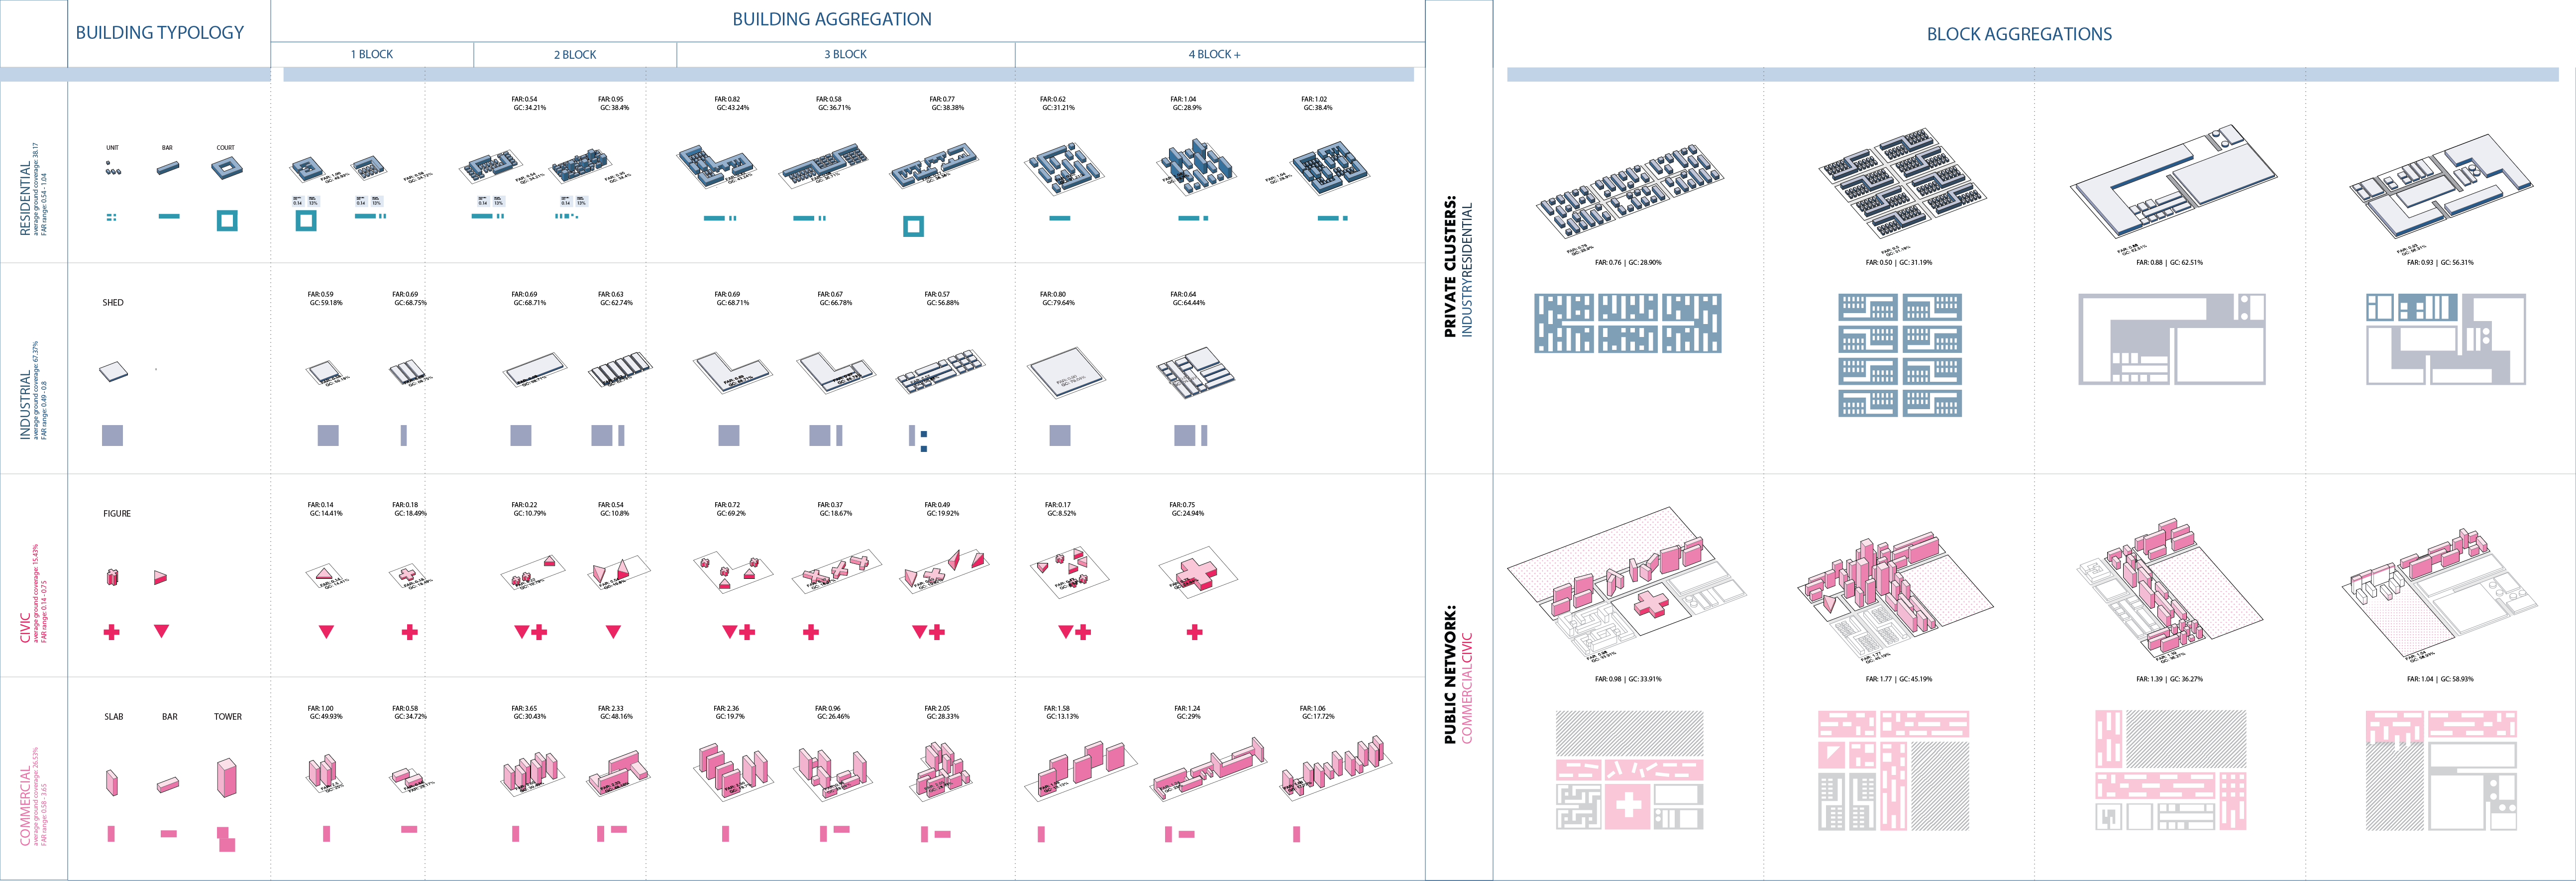 BUILDING TYPOLOGY
BUILDING AGGREGATION
1 BLOCK
2 BLOCK
3 BLOCK
4 BLOCK +
BLOCK AGGREGATIONS
RESIDENTIAL
average ground coverage: 38.17
FAR range: 0.54 - 1.04
UNIT
BAR
COURT
FAR: 0.54
GC: 34.21%
FAR: 0.95
GC: 38.4%
FAR: 0.82
GC: 43.24%
FAR: 0.58
GC: 36.71%
FAR: 0.77
GC: 38.38%
FAR: 0.62
GC: 31.21%
FAR: 1.04
GC: 28.9%
FAR: 1.02
GC: 38.4%
INDUSTRIAL
average ground coverage: 67.37%
FAR range: 0.49 - 0.8
SHED
FAR: 0.59
GC: 59.18%
FAR: 0.69
GC: 68.75%
FAR: 0.69
GC: 68.71%
FAR: 0.63
GC: 62.74%
FAR: 0.69
GC: 68.71%
FAR: 0.67
GC: 66.78%
FAR: 0.57
GC: 56.88%
FAR: 0.80
GC: 79.64%
FAR: 0.64
GC: 64.44%
CIVIC
average ground coverage: 15.43%
FAR range: 0.14 - 0.75
FIGURE
FAR: 0.14
GC: 14.41%
FAR: 0.18
GC: 18.49%
FAR: 0.22
GC: 10.79%
FAR: 0.54
GC: 10.8%
FAR: 0.72
GC: 69.2%
FAR: 0.37
GC: 18.67%
FAR: 0.49
GC: 19.92%
FAR: 0.17
GC: 8.52%
FAR: 0.75
GC: 24.94%
COMMERCIAL
average ground coverage: 26.53%
FAR range: 0.58 - 3.65
SLAB
BAR
TOWER
FAR: 1.00
GC: 49.93%
FAR: 0.58
GC: 34.72%
FAR: 3.65
GC: 30.43%
FAR: 2.33
GC: 48.16%
FAR: 2.36
GC: 19.7%
FAR: 0.96
GC: 26.46%
FAR: 2.05
GC: 28.33%
FAR: 1.58
GC: 13.13%
FAR: 1.24
GC: 29%
FAR: 1.06
GC: 17.72%
PRIVATE CLUSTERS:
INDUSTRYRESIDENTIAL
FAR: 0.76 | GC: 28.90%
FAR: 0.50 | GC: 31.19%
FAR: 0.88 | GC: 62.51%
FAR: 0.93 | GC: 56.31%
PUBLIC NETWORK:
COMMERCIALCIVIC
FAR: 0.98 | GC: 33.91%
FAR: 1.77 | GC: 45.19%
FAR: 1.39 | GC: 36.27%
FAR: 1.04 | GC: 58.93%